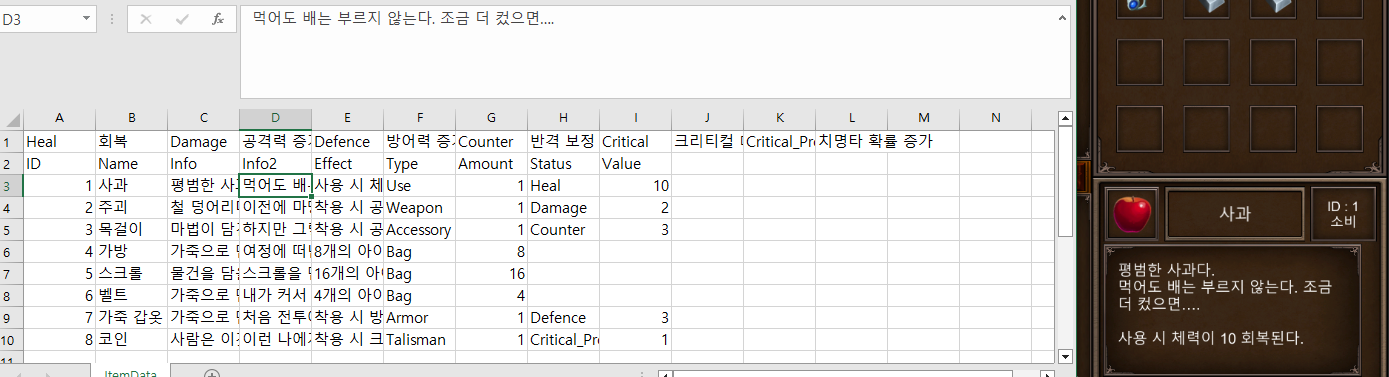 D3 fx 먹어도 배는 부르지 않는다. 조금 더 컸으면....
A B C D E F G H I J K L M N
1 Heal 회복 Damage 공격력 증가 Defence 방어력 증가 Counter 반격 보정 Critical 크리티컬 Critical_Pro 치명타 확률 증가
2 ID Name Info Info2 Effect Type Amount Status Value
3 1 사과 평범한 사과 먹어도 배는 사용 시 체 Use 1 Heal 10
4 2 주괴 철 덩어리 이전에 마 착용 시 공 Weapon 1 Damage 2
5 3 목걸이 마법이 담 하지만 그 착용 시 공 Accessory 1 Counter 3
6 4 가방 가죽으로 여정에 떠 8개의 아이 Bag 8
7 5 스크롤 물건을 담 스크롤을 16개의 아 Bag 16
8 6 벨트 가죽으로 내가 커서 4개의 아이 Bag 4
9 7 가죽 갑옷 가죽으로 처음 전투 착용 시 방 Armor 1 Defence 3
10 8 코인 사람은 이 이런 나에 착용 시 크 Talisman 1 Critical_Pro 1
11
ItemData
사과
ID : 1
소비
평범한 사과다.
먹어도 배는 부르지 않는다. 조금
더 컸으면....
사용 시 체력이 10 회복된다.